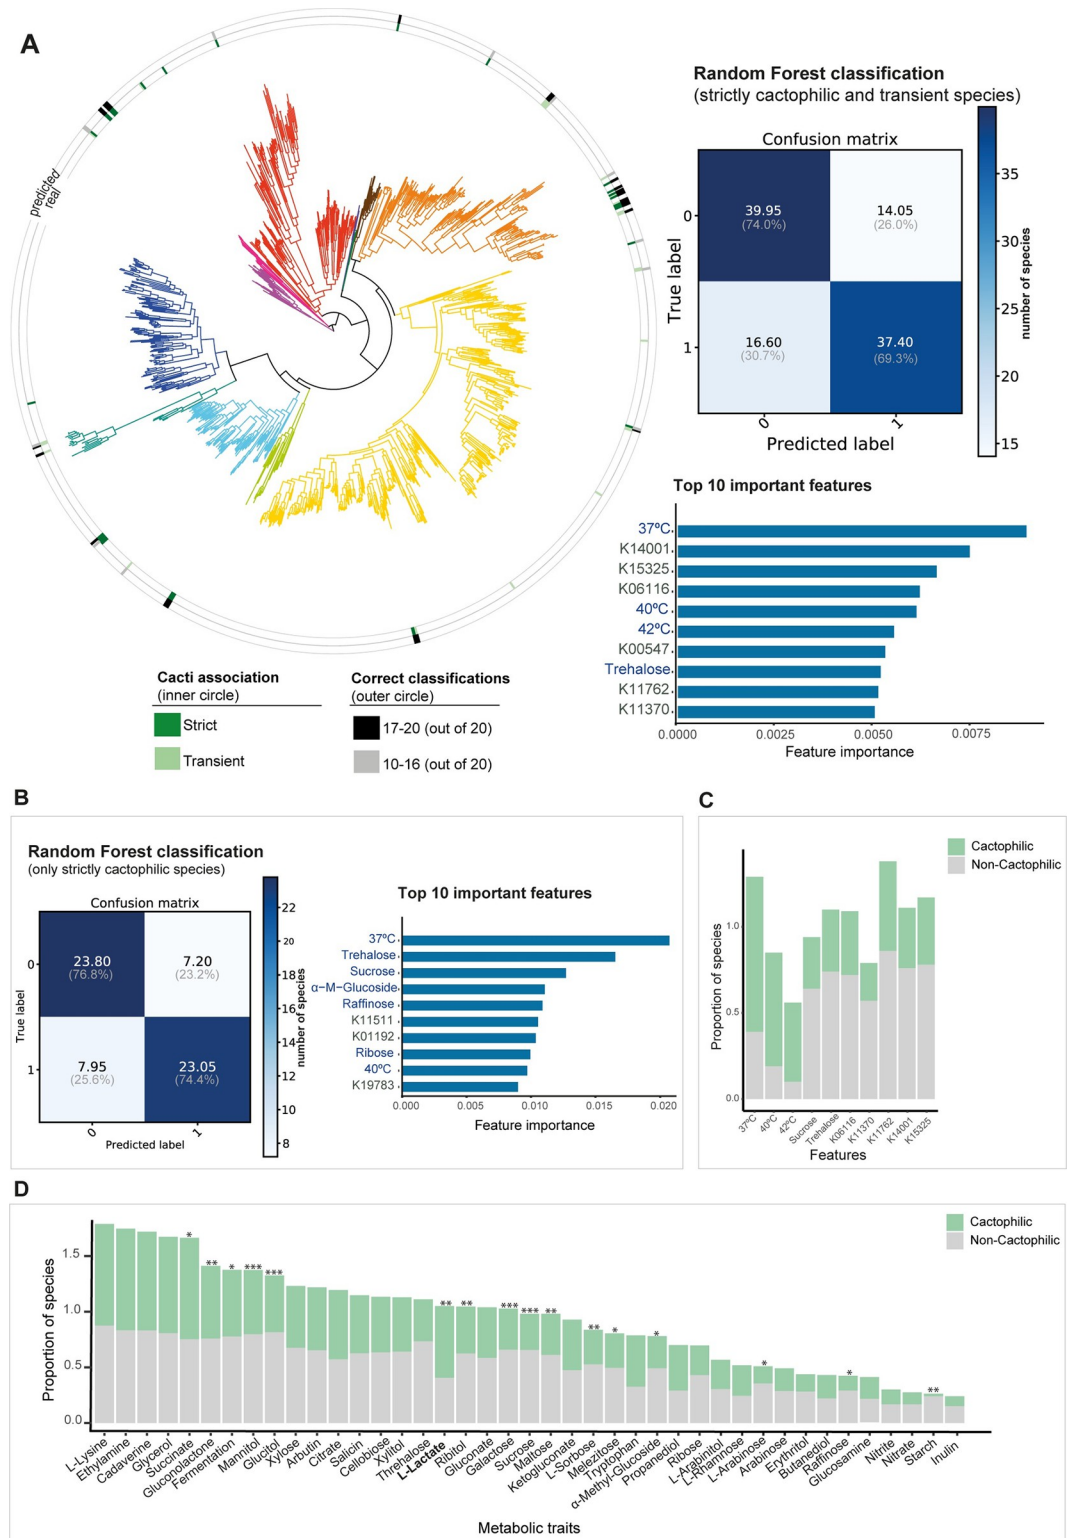 A
predicted
real
Random Forest classification
(strictly cactophilic and transient species)
Confusion matrix
39.95
(74.0%)
14.05
(26.0%)
16.60
(30.7%)
37.40
(69.3%)
0
1
True label
0
1
Predicted label
35
30
25
20
15
number of species
Top 10 important features
37ºC
K14001
K15325
K06116
40ºC
42ºC
K00547
Trehalose
K11762
K11370
0.0000 0.0025 0.0050 0.0075
Feature importance
Cacti association
(inner circle)
Strict
Transient
Correct classifications
(outer circle)
17-20 (out of 20)
10-16 (out of 20)
B
Random Forest classification
(only strictly cactophilic species)
Confusion matrix
23.80
(76.8%)
7.20
(23.2%)
7.95
(25.6%)
23.05
(74.4%)
0
1
True label
0
1
Predicted label
22
20
18
16
14
12
10
8
number of species
Top 10 important features
37ºC
Trehalose
Sucrose
α−M−Glucoside
Raffinose
K11511
K01192
Ribose
40ºC
K19783
0.000 0.005 0.010 0.015 0.020
Feature importance
C
Cactophilic
Non-Cactophilic
Proportion of species
1.0
0.5
0.0
37ºC
40ºC
42ºC
Sucrose
Trehalose
K06116
K11370
K11762
K14001
K15325
Features
D
Cactophilic
Non-Cactophilic
Proportion of species
1.5
1.0
0.5
0.0
* ** * *** *** ** ** *** *** ** ** * * * * **
L-Lysine
Ethylamine
Cadaverine
Glycerol
Succinate
Gluconolactone
Fermentation
Mannitol
Glucitol
Xylose
Arbutin
Citrate
Salicin
Cellobiose
Xylitol
Threhalose
L-Lactate
Ribitol
Gluconate
Galactose
Sucrose
Maltose
Ketogluconate
L-Sorbose
Melezitose
Tryptophan
α-Methyl-Glucoside
Propanediol
Ribose
L-Arabinitol
L-Rhamnose
L-Arabinose
Arabinose
Erythritol
Butanediol
Raffinose
Glucosamine
Nitrite
Nitrate
Starch
Inulin
Metabolic traits